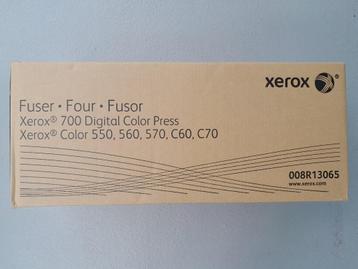 xerox
Fuser • Four • Fusor
Xerox® 700 Digital Color Press
Xerox® Color 550, 560, 570, C60, C70
008R13065
www.xerox.com